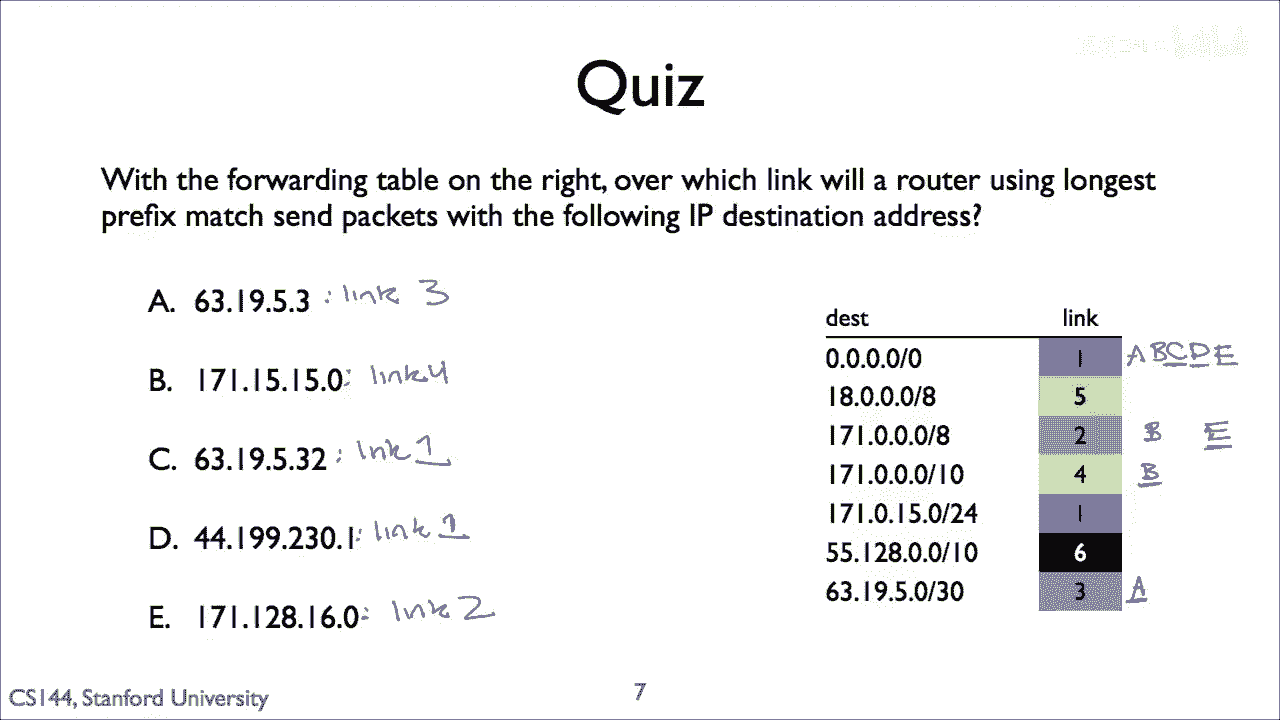 Quiz
With the forwarding table on the right, over which link will a router using longest
prefix match send packets with the following IP destination address?
A. 63.19.5.3 : link 3
B. 171.15.15.0: link 4
C. 63.19.5.32 : link 1
D. 44.199.230.1: link 1
E. 171.128.16.0: link 2
dest link
0.0.0.0/0 1 A B C D E
18.0.0.0/8 5
171.0.0.0/8 2 B E
171.0.0.0/10 4 B
171.0.15.0/24 1
55.128.0.0/10 6
63.19.5.0/30 3 A
CS144, Stanford University
7